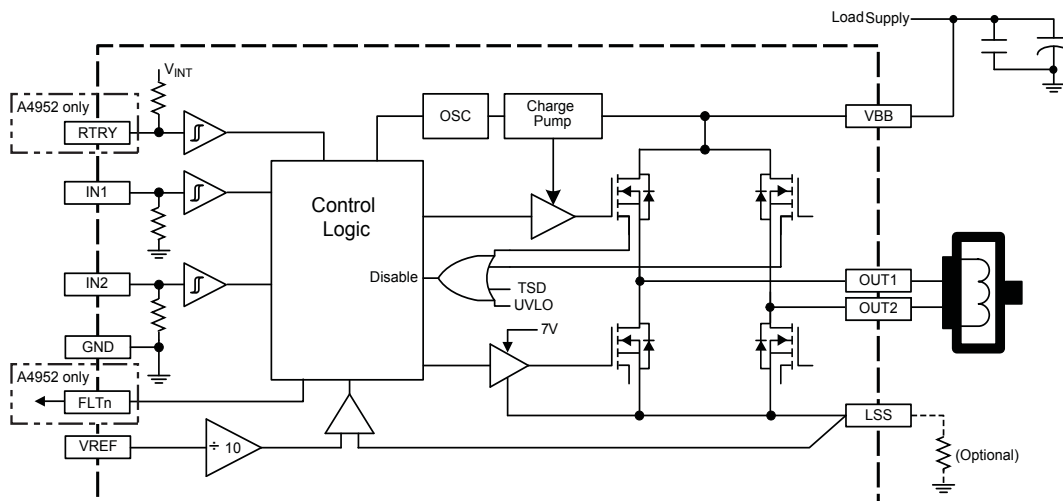 Load Supply
VINT
A4952 only
RTRY
OSC
Charge
Pump
VBB
IN1
Control
Logic
IN2
Disable
TSD
UVLO
OUT1
OUT2
GND
7V
A4952 only
FLTn
LSS
VREF
÷ 10
(Optional)